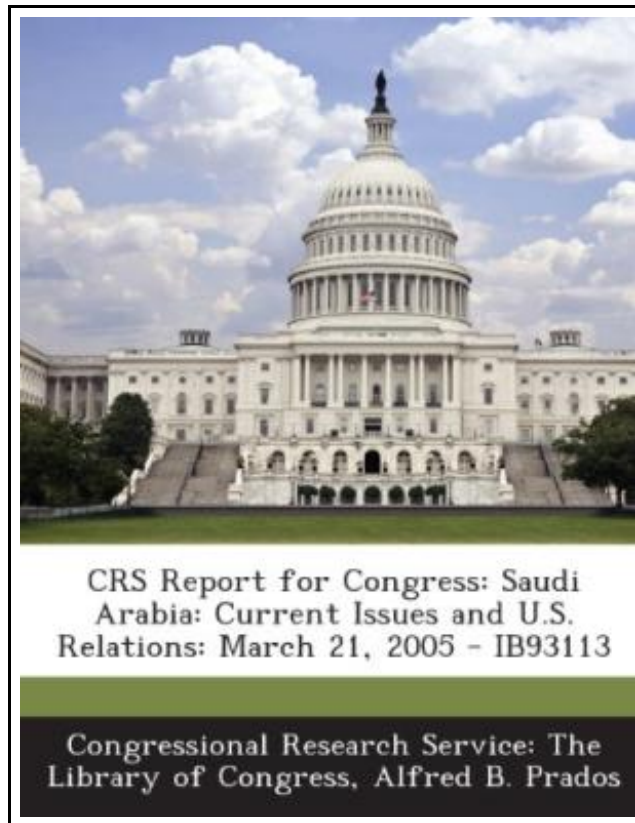 CRS Report for Congress: Saudi
Arabia: Current Issues and U.S.
Relations: March 21, 2005 - IB93113
Congressional Research Service: The
Library of Congress, Alfred B. Prados